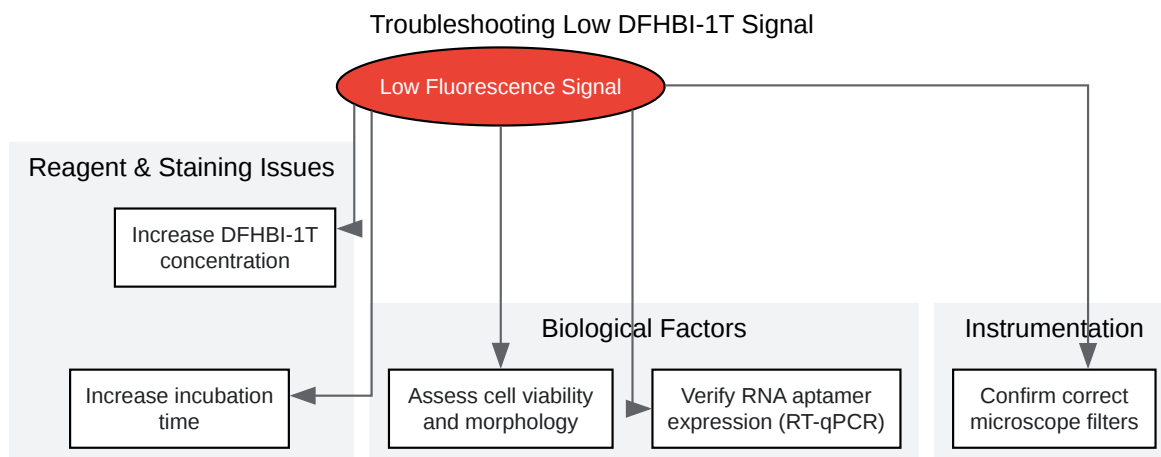 Troubleshooting Low DFHBI-1T Signal
Low Fluorescence Signal
Reagent & Staining Issues
Increase DFHBI-1T
concentration
Increase incubation
time
Biological Factors
Assess cell viability
and morphology
Verify RNA aptamer
expression (RT-qPCR)
Instrumentation
Confirm correct
microscope filters